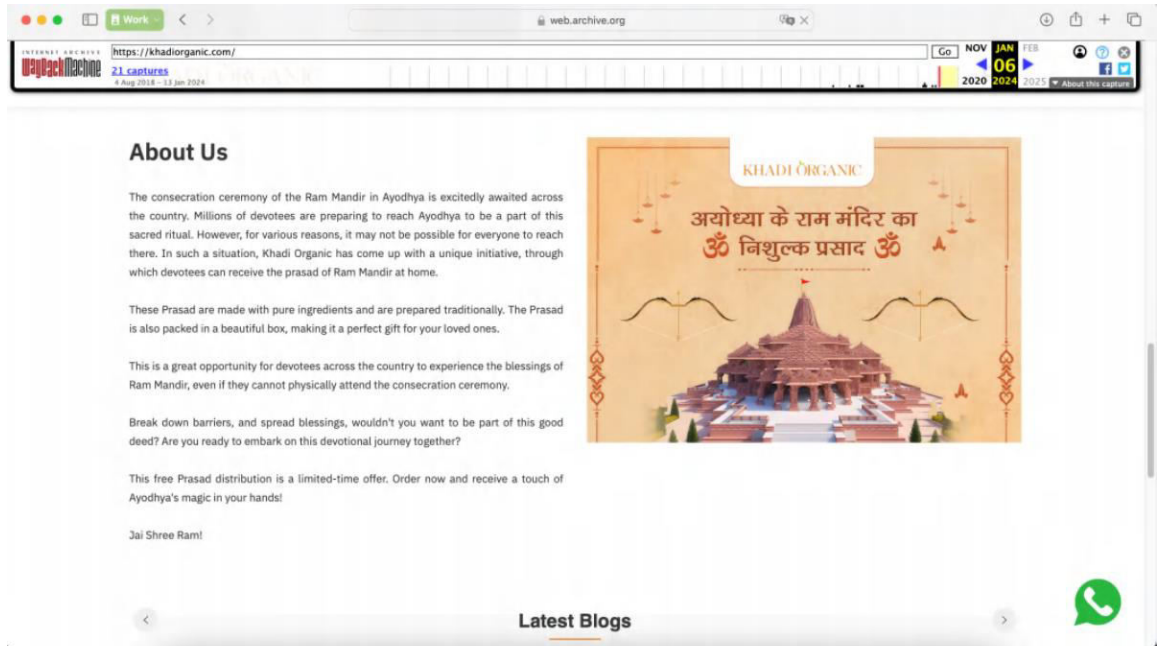 Work
web.archive.org
INTERNET ARCHIVE
WayBackMachine
https://khadiorganic.com/
Go
NOV JAN FEB
21 captures
06
4 Aug 2018 – 13 Jan 2024
2020 2024 2025
About this capture
About Us
The consecration ceremony of the Ram Mandir in Ayodhya is excitedly awaited across
the country. Millions of devotees are preparing to reach Ayodhya to be a part of this
sacred ritual. However, for various reasons, it may not be possible for everyone to reach
there. In such a situation, Khadi Organic has come up with a unique initiative, through
which devotees can receive the prasad of Ram Mandir at home.
These Prasad are made with pure ingredients and are prepared traditionally. The Prasad
is also packed in a beautiful box, making it a perfect gift for your loved ones.
This is a great opportunity for devotees across the country to experience the blessings of
Ram Mandir, even if they cannot physically attend the consecration ceremony.
Break down barriers, and spread blessings, wouldn't you want to be part of this good
deed? Are you ready to embark on this devotional journey together?
This free Prasad distribution is a limited-time offer. Order now and receive a touch of
Ayodhya's magic in your hands!
Jai Shree Ram!
KHADI ORGANIC
अयोध्या के राम मंदिर का
ॐ निशुल्क प्रसाद ॐ
Latest Blogs